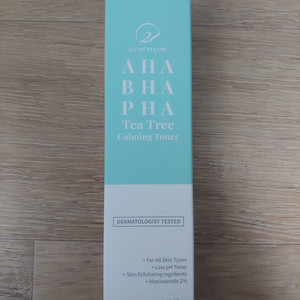 AHA
BHA
PHA
Tea Tree
Calming Toner
DERMATOLOGIST TESTED
• For All Skin Types
• Low pH Toner
• Skin Exfoliating Ingredients
• Niacinamide 2%